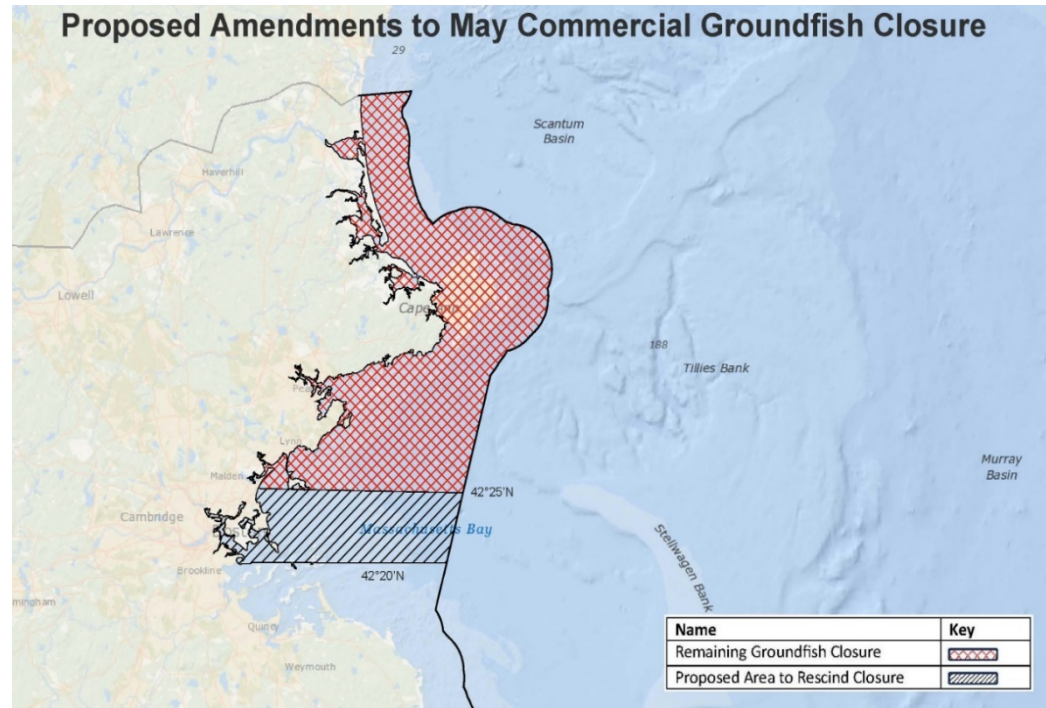 Proposed Amendments to May Commercial Groundfish Closure
29
Scantum
Basin
Haverhill
Lawrence
Lowell
188
Tillies Bank
Lynn
Murray
Basin
Malden
42°25'N
Cambridge
Massachusetts Bay
Stellwagen Bank
Brookline
42°20'N
mingham
Quincy
Weymouth
Name Key
Remaining Groundfish Closure
Proposed Area to Rescind Closure